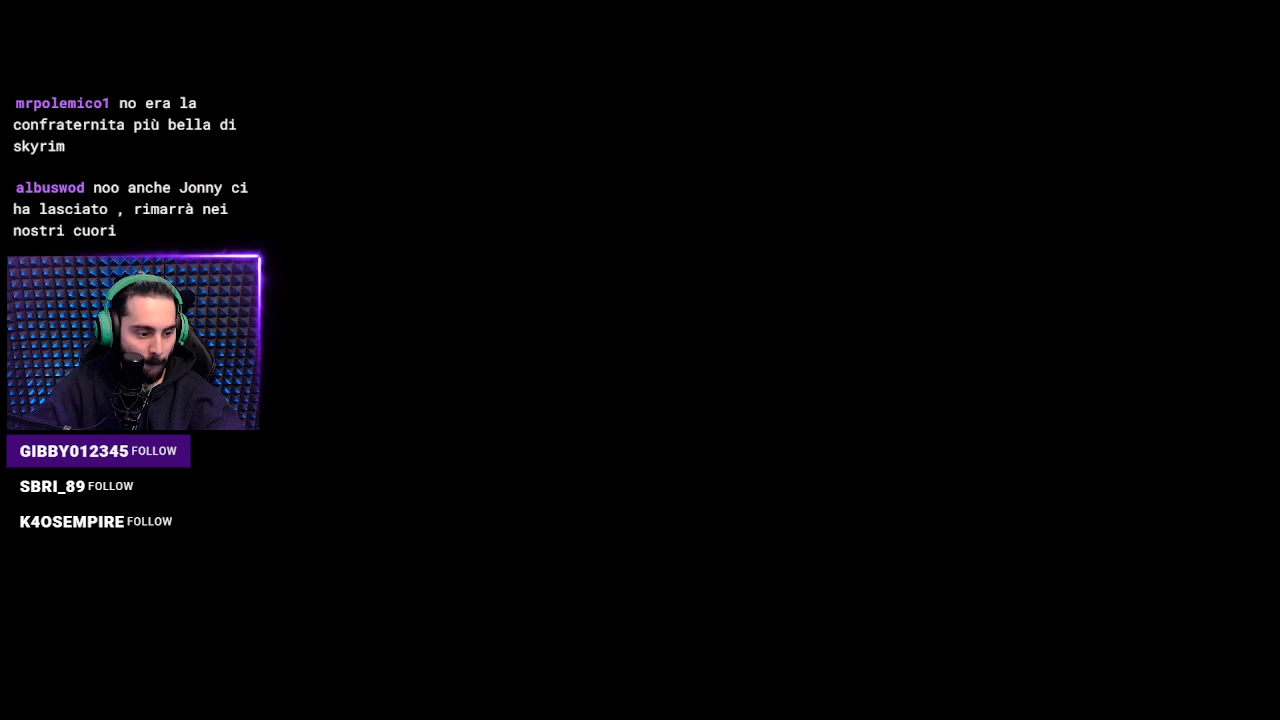 mrpolemico1 no era la
confraternita più bella di
skyrim
albuswod noo anche Jonny ci
ha lasciato , rimarrà nei
nostri cuori
GIBBY012345 FOLLOW
SBRI_89 FOLLOW
K4OSEMPIRE FOLLOW